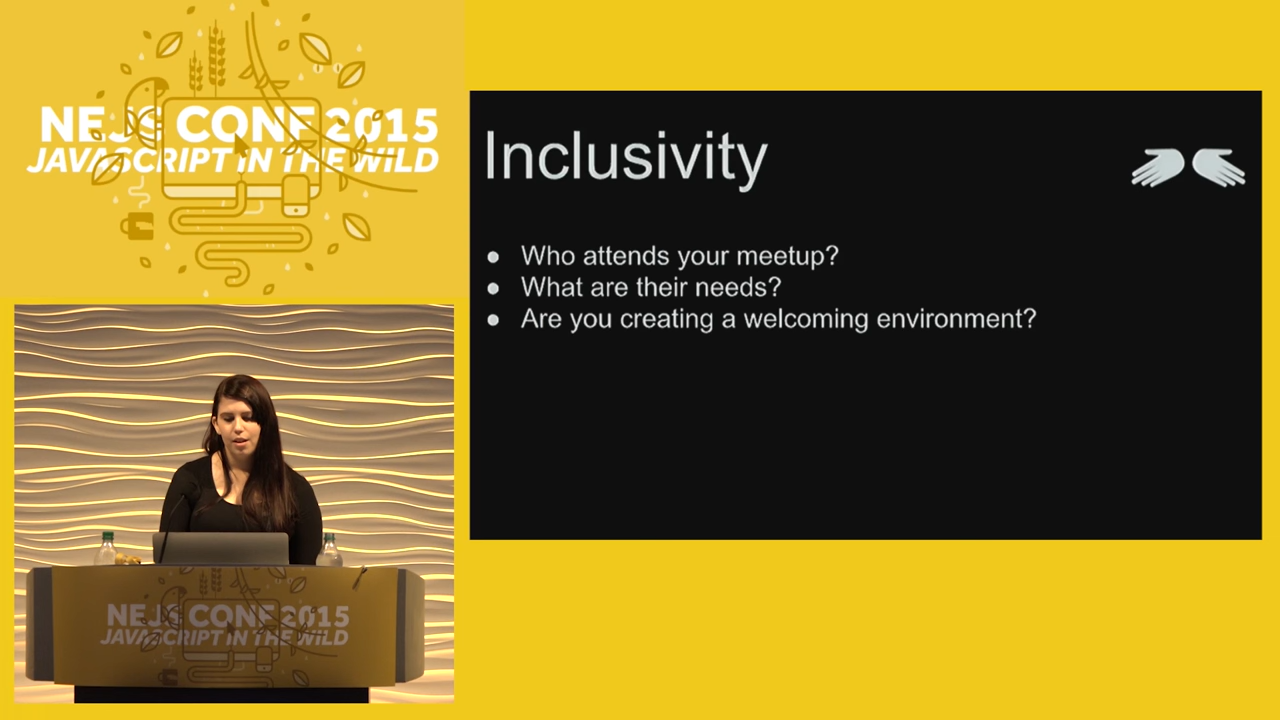 NEJS CONF 2015
JAVASCRIPT IN THE WILD
Inclusivity
● Who attends your meetup?
● What are their needs?
● Are you creating a welcoming environment?
NEJS CONF 2015
JAVASCRIPT IN THE WILD